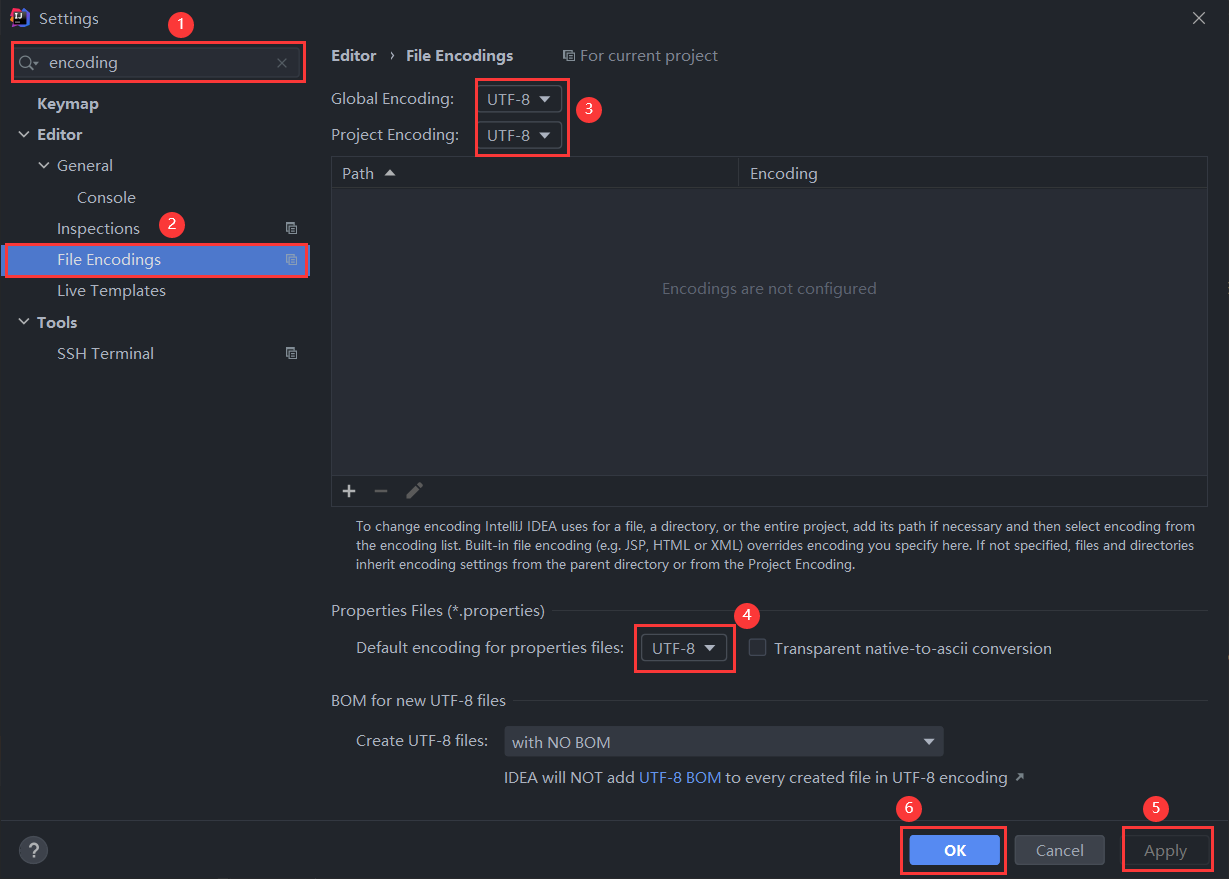 Settings
1
encoding
Keymap
Editor
General
Console
Inspections
2
File Encodings
Live Templates
Tools
SSH Terminal
Editor › File Encodings For current project
Global Encoding: UTF-8
3
Project Encoding: UTF-8
Path Encoding
Encodings are not configured
To change encoding IntelliJ IDEA uses for a file, a directory, or the entire project, add its path if necessary and then select encoding from
the encoding list. Built-in file encoding (e.g. JSP, HTML or XML) overrides encoding you specify here. If not specified, files and directories
inherit encoding settings from the parent directory or from the Project Encoding.
Properties Files (*.properties)
4
Default encoding for properties files: UTF-8 Transparent native-to-ascii conversion
BOM for new UTF-8 files
Create UTF-8 files: with NO BOM
IDEA will NOT add UTF-8 BOM to every created file in UTF-8 encoding ↗
6 5
? OK Cancel Apply